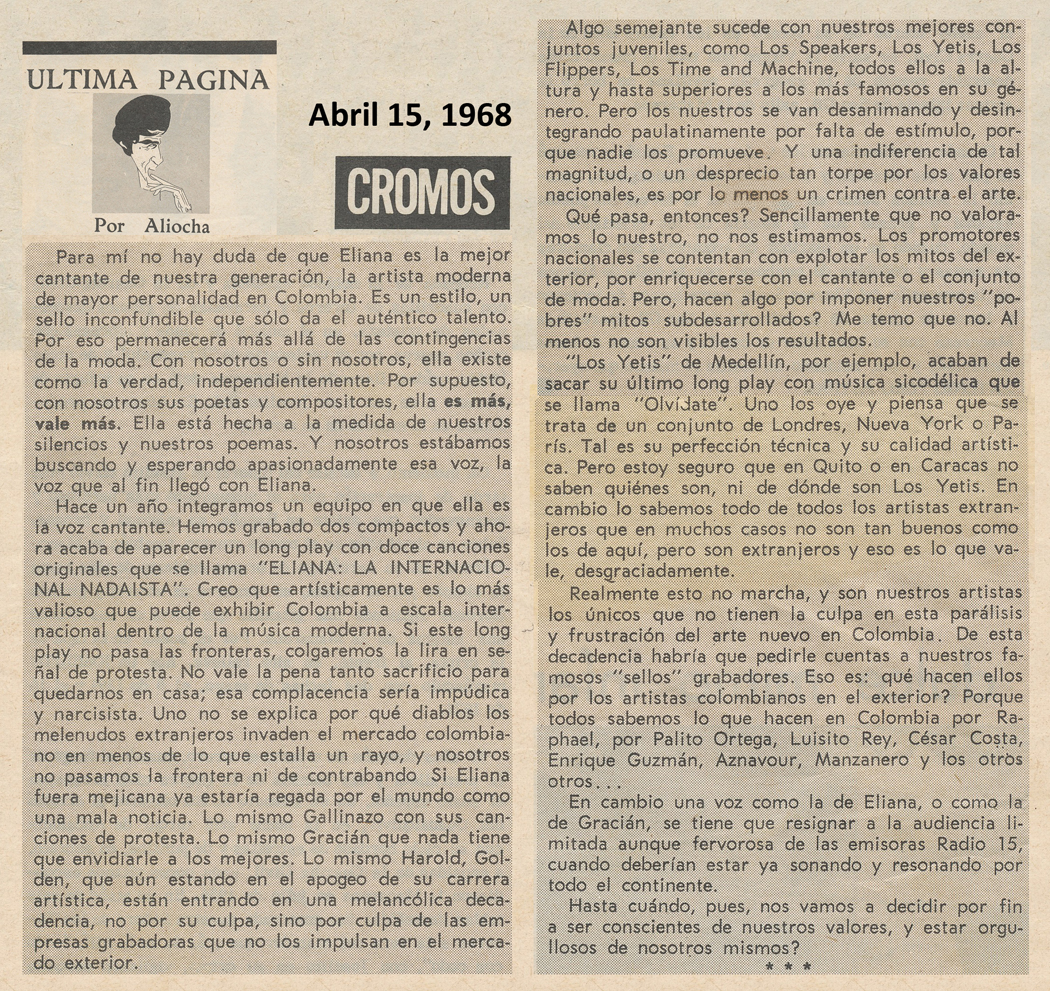 ULTIMA PAGINA
Por Aliocha
Abril 15, 1968
CROMOS
Para mí no hay duda de que Eliana es la mejor
cantante de nuestra generación, la artista moderna
de mayor personalidad en Colombia. Es un estilo, un
sello inconfundible que sólo da el auténtico talento.
Por eso permanecerá más allá de las contingencias
de la moda. Con nosotros o sin nosotros, ella existe
como la verdad, independientemente. Por supuesto,
con nosotros sus poetas y compositores, ella es más,
vale más. Ella está hecha a la medida de nuestros
silencios y nuestros poemas. Y nosotros estábamos
buscando y esperando apasionadamente esa voz, la
voz que al fin llegó con Eliana.
Hace un año integramos un equipo en que ella es
la voz cantante. Hemos grabado dos compactos y aho-
ra acaba de aparecer un long play con doce canciones
originales que se llama "ELIANA: LA INTERNACIO-
NAL NADAISTA". Creo que artísticamente es lo más
valioso que puede exhibir Colombia a escala inter-
nacional dentro de la música moderna. Si este long
play no pasa las fronteras, colgaremos la lira en se-
ñal de protesta. No vale la pena tanto sacrificio para
quedarnos en casa; esa complacencia sería impúdica
y narcisista. Uno no se explica por qué diablos los
melenudos extranjeros invaden el mercado colombia-
no en menos de lo que estalla un rayo, y nosotros
no pasamos la frontera ni de contrabando Si Eliana
fuera mejicana ya estaría regada por el mundo como
una mala noticia. Lo mismo Gallinazo con sus can-
ciones de protesta. Lo mismo Gracián que nada tiene
que envidiarle a los mejores. Lo mismo Harold, Gol-
den, que aún estando en el apogeo de su carrera
artística, están entrando en una melancólica deca-
dencia, no por su culpa, sino por culpa de las em-
presas grabadoras que no los impulsan en el merca-
do exterior.
Algo semejante sucede con nuestros mejores con-
juntos juveniles, como Los Speakers, Los Yetis, Los
Flippers, Los Time and Machine, todos ellos a la al-
tura y hasta superiores a los más famosos en su gé-
nero. Pero los nuestros se van desanimando y desin-
tegrando paulatinamente por falta de estímulo, por-
que nadie los promueve. Y una indiferencia de tal
magnitud, o un desprecio tan torpe por los valores
nacionales, es por lo menos un crimen contra el arte.
Qué pasa, entonces? Sencillamente que no valora-
mos lo nuestro, no nos estimamos. Los promotores
nacionales se contentan con explotar los mitos del ex-
terior, por enriquecerse con el cantante o el conjunto
de moda. Pero, hacen algo por imponer nuestros "po-
bres" mitos subdesarrollados? Me temo que no. Al
menos no son visibles los resultados.
"Los Yetis" de Medellín, por ejemplo, acaban de
sacar su último long play con música sicodélica que
se llama "Olvídate". Uno los oye y piensa que se
trata de un conjunto de Londres, Nueva York o Pa-
rís. Tal es su perfección técnica y su calidad artísti-
ca. Pero estoy seguro que en Quito o en Caracas no
saben quiénes son, ni de dónde son Los Yetis. En
cambio lo sabemos todo de todos los artistas extran-
jeros que en muchos casos no son tan buenos como
los de aquí, pero son extranjeros y eso es lo que va-
le, desgraciadamente.
Realmente esto no marcha, y son nuestros artistas
los únicos que no tienen la culpa en esta parálisis
y frustración del arte nuevo en Colombia. De esta
decadencia habría que pedirle cuentas a nuestros fa-
mosos "sellos" grabadores. Eso es: qué hacen ellos
por los artistas colombianos en el exterior? Porque
todos sabemos lo que hacen en Colombia por Ra-
phael, por Palito Ortega, Luisito Rey, César Costa,
Enrique Guzmán, Aznavour, Manzanero y los otros
otros...
En cambio una voz como la de Eliana, o como la
de Gracián, se tiene que resignar a la audiencia li-
mitada aunque fervorosa de las emisoras Radio 15,
cuando deberían estar ya sonando y resonando por
todo el continente.
Hasta cuándo, pues, nos vamos a decidir por fin
a ser conscientes de nuestros valores, y estar orgu-
llosos de nosotros mismos?
* * *